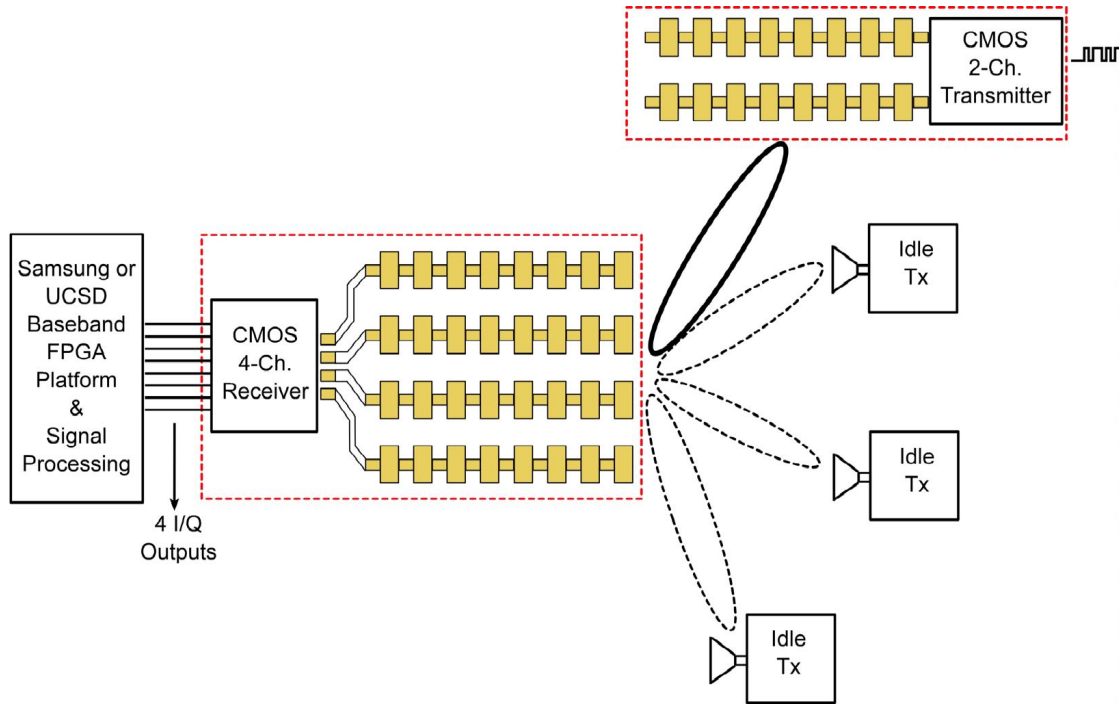 CMOS
2-Ch.
Transmitter
Idle
Tx
Samsung or
UCSD
Baseband
FPGA
Platform
&
Signal
Processing
CMOS
4-Ch.
Receiver
4 I/Q
Outputs
Idle
Tx
Idle
Tx